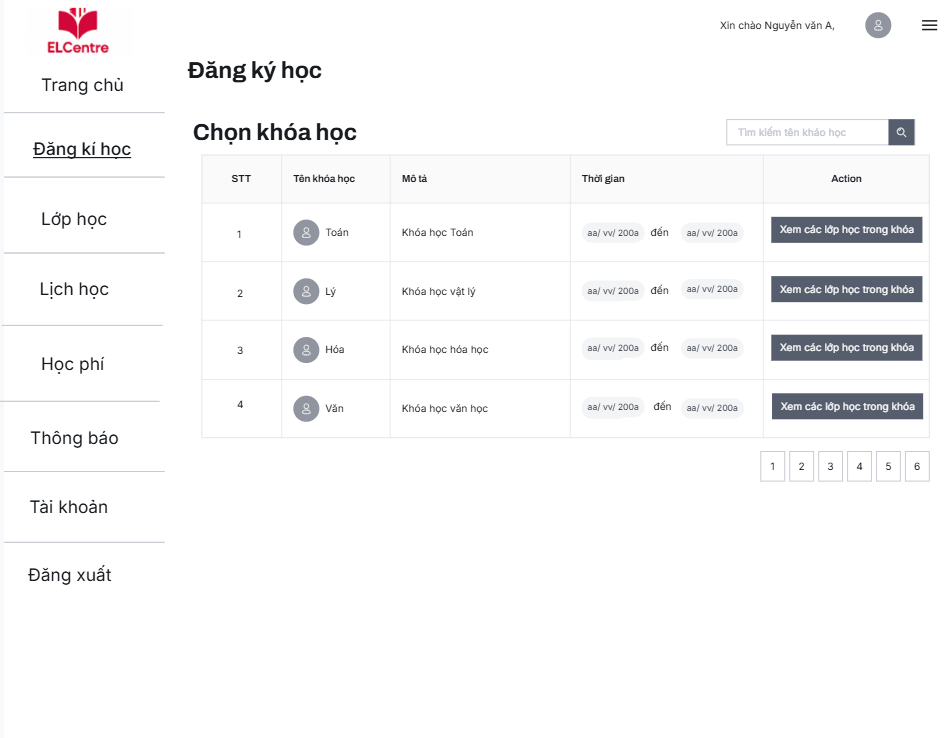 ELCentre
Xin chào Nguyễn văn A,
Trang chủ
Đăng kí học
Lớp học
Lịch học
Học phí
Thông báo
Tài khoản
Đăng xuất
Đăng ký học
Chọn khóa học
Tìm kiếm tên kháo học
STT Tên khóa học Mô tả Thời gian Action
1 Toán Khóa học Toán aa/ vv/ 200a đến aa/ vv/ 200a Xem các lớp học trong khóa
2 Lý Khóa học vật lý aa/ vv/ 200a đến aa/ vv/ 200a Xem các lớp học trong khóa
3 Hóa Khóa học hóa học aa/ vv/ 200a đến aa/ vv/ 200a Xem các lớp học trong khóa
4 Văn Khóa học văn học aa/ vv/ 200a đến aa/ vv/ 200a Xem các lớp học trong khóa
1 2 3 4 5 6